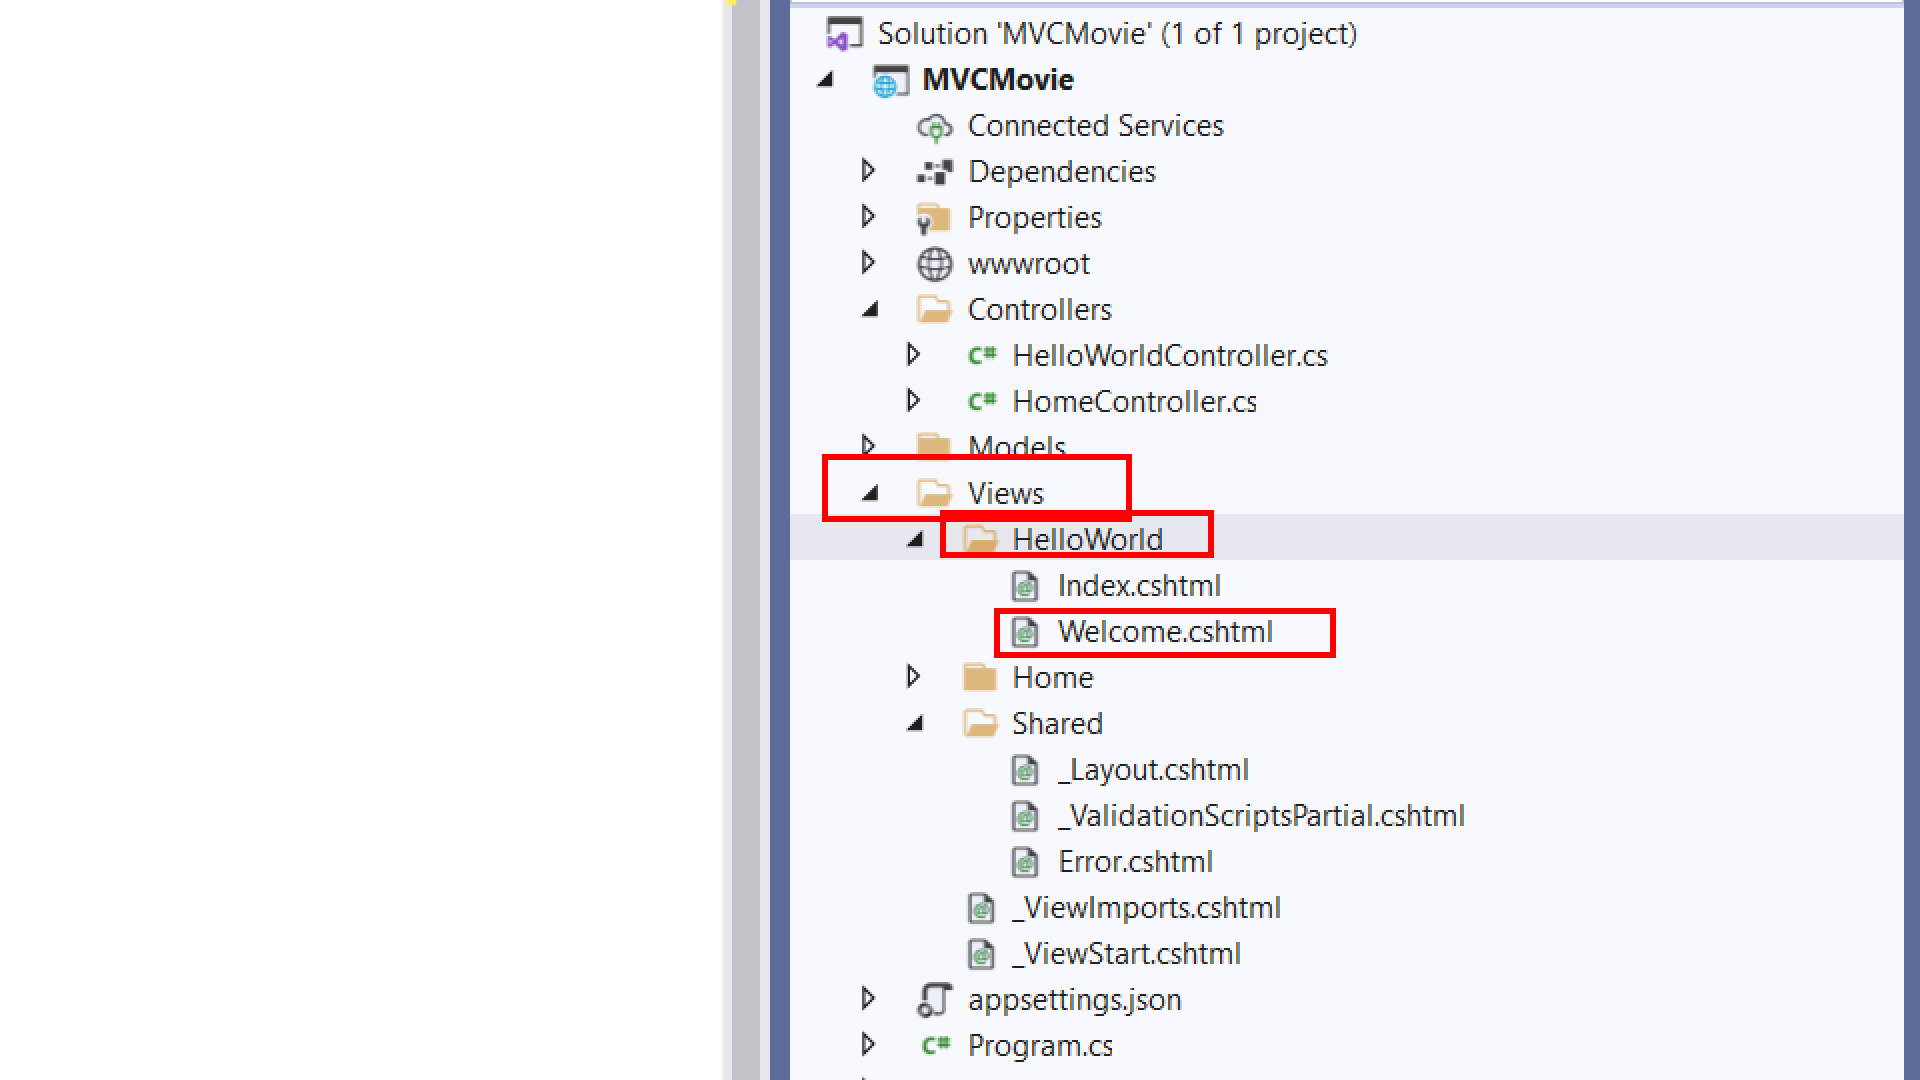 Solution 'MVCMovie' (1 of 1 project)
MVCMovie
Connected Services
Dependencies
Properties
wwwroot
Controllers
C# HelloWorldController.cs
C# HomeController.cs
Models
Views
HelloWorld
Index.cshtml
Welcome.cshtml
Home
Shared
_Layout.cshtml
_ValidationScriptsPartial.cshtml
Error.cshtml
_ViewImports.cshtml
_ViewStart.cshtml
appsettings.json
C# Program.cs